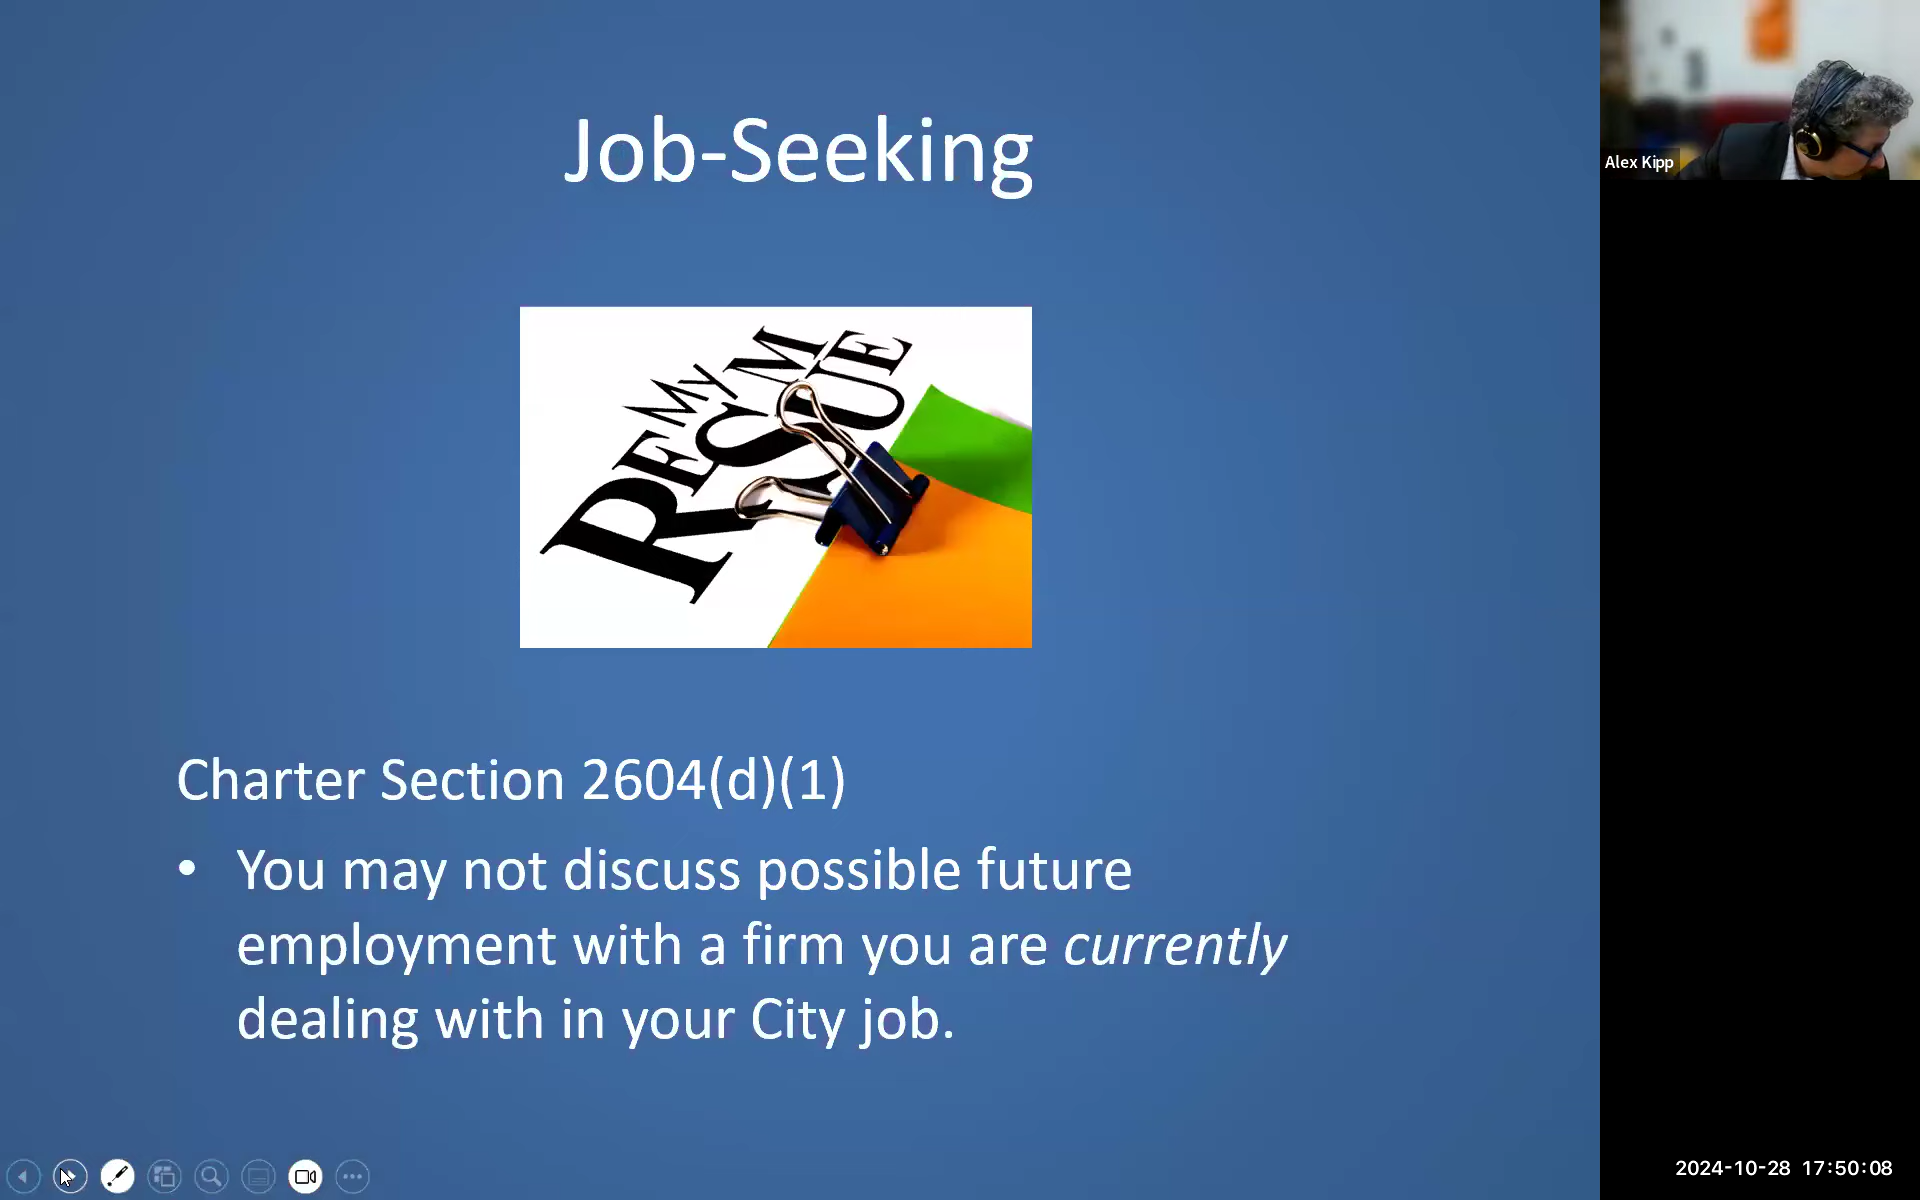 Job-Seeking
MY
RESUME
Charter Section 2604(d)(1)
• You may not discuss possible future
employment with a firm you are currently
dealing with in your City job.
Alex Kipp
2024-10-28 17:50:08